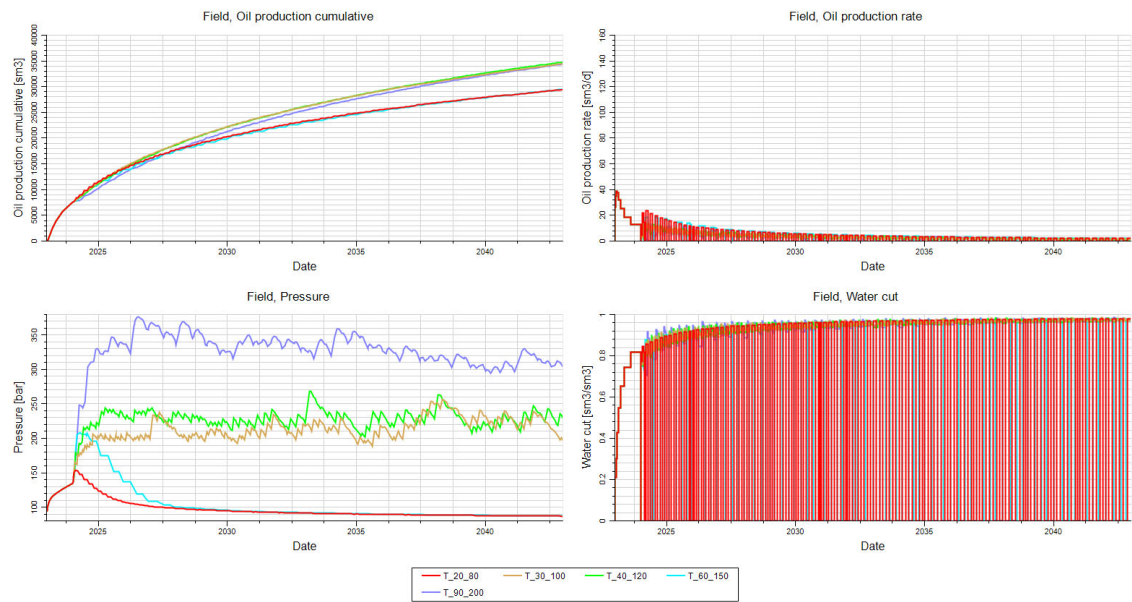 Field, Oil production cumulative
Oil production cumulative [sm3]
40000
35000
30000
25000
20000
15000
10000
5000
0
2025
2030
2035
2040
Date
Field, Oil production rate
Oil production rate [sm3/d]
160
140
120
100
80
60
40
20
0
2025
2030
2035
2040
Date
Field, Pressure
Pressure [bar]
350
300
250
200
150
100
2025
2030
2035
2040
Date
Field, Water cut
Water cut [sm3/sm3]
1
0.8
0.6
0.4
0.2
0
2025
2030
2035
2040
Date
T_20_80
T_30_100
T_40_120
T_60_150
T_90_200